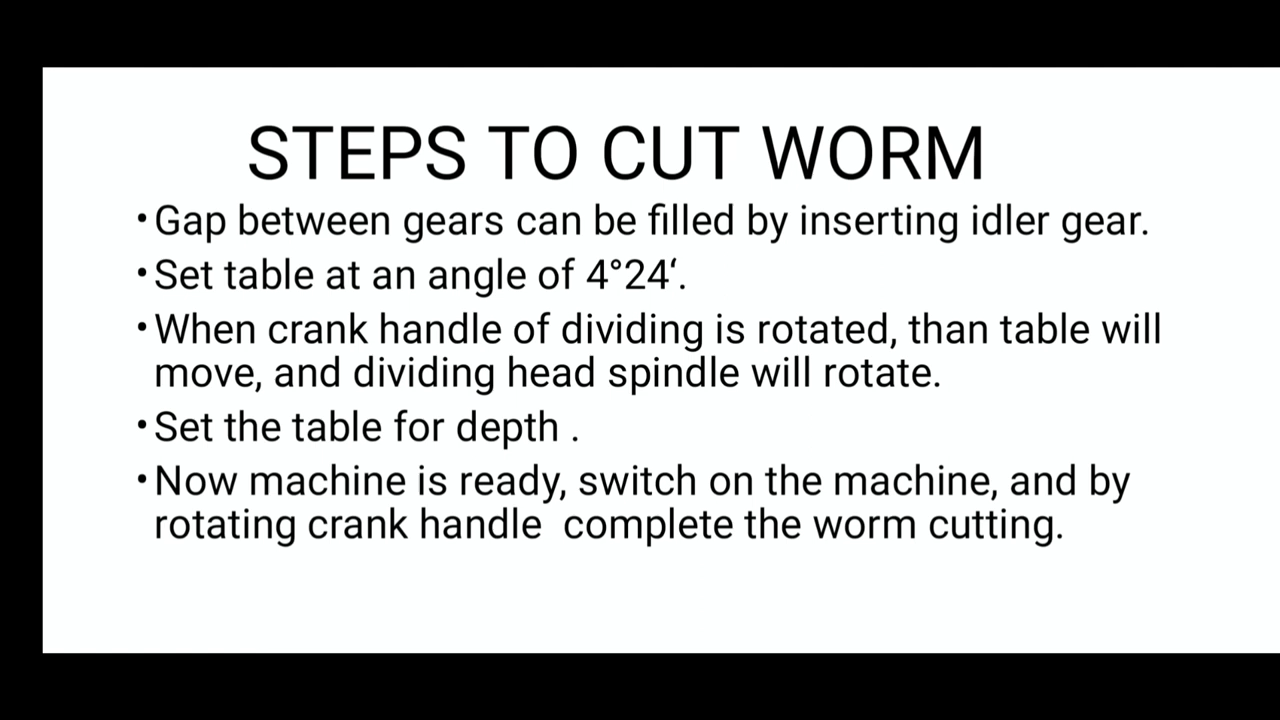 STEPS TO CUT WORM
•Gap between gears can be filled by inserting idler gear.
•Set table at an angle of 4°24‘.
•When crank handle of dividing is rotated, than table will
move, and dividing head spindle will rotate.
•Set the table for depth .
•Now machine is ready, switch on the machine, and by
rotating crank handle  complete the worm cutting.